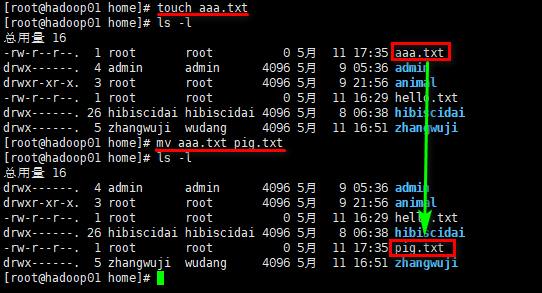 [root@hadoop01 home]# touch aaa.txt
[root@hadoop01 home]# ls -l
总用量 16
-rw-r--r--. 1 root root 0 5月 11 17:35 aaa.txt
drwx------. 4 admin admin 4096 5月 9 05:36 admin
drwxr-xr-x. 3 root root 4096 5月 9 21:56 animal
-rw-r--r--. 1 root root 0 5月 11 16:29 hello.txt
drwx------. 26 hibiscidai hibiscidai 4096 5月 8 06:38 hibiscidai
drwx------. 5 zhangwuji wudang 4096 5月 11 16:51 zhangwuji
[root@hadoop01 home]# mv aaa.txt pig.txt
[root@hadoop01 home]# ls -l
总用量 16
drwx------. 4 admin admin 4096 5月 9 05:36 admin
drwxr-xr-x. 3 root root 4096 5月 9 21:56 animal
-rw-r--r--. 1 root root 0 5月 11 16:29 hello.txt
drwx------. 26 hibiscidai hibiscidai 4096 5月 8 06:38 hibiscidai
-rw-r--r--. 1 root root 0 5月 11 17:35 pig.txt
drwx------. 5 zhangwuji wudang 4096 5月 11 16:51 zhangwuji
[root@hadoop01 home]#